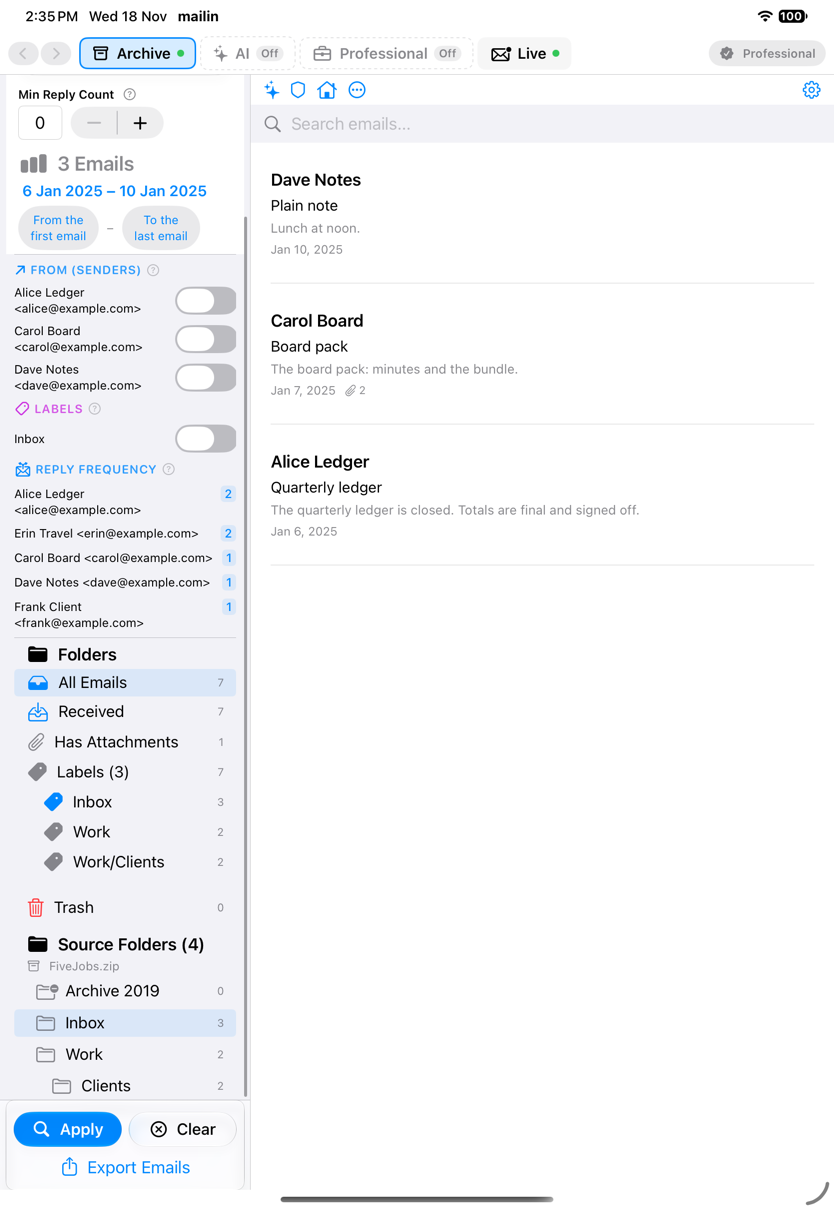 2:35 PM Wed 18 Nov mailin 100
Archive AI Off Professional Off Live Professional
Min Reply Count ?
0 − +
3 Emails
6 Jan 2025 – 10 Jan 2025
From the
first email
–
To the
last email
FROM (SENDERS) ?
Alice Ledger
<alice@example.com>
Carol Board
<carol@example.com>
Dave Notes
<dave@example.com>
LABELS ?
Inbox
REPLY FREQUENCY ?
Alice Ledger
<alice@example.com> 2
Erin Travel <erin@example.com> 2
Carol Board <carol@example.com> 1
Dave Notes <dave@example.com> 1
Frank Client
<frank@example.com> 1
Folders
All Emails 7
Received 7
Has Attachments 1
Labels (3) 7
Inbox 3
Work 2
Work/Clients 2
Trash 0
Source Folders (4)
FiveJobs.zip
Archive 2019 0
Inbox 3
Work 2
Clients 2
Apply Clear
Export Emails
Search emails...
Dave Notes
Plain note
Lunch at noon.
Jan 10, 2025
Carol Board
Board pack
The board pack: minutes and the bundle.
Jan 7, 2025 2
Alice Ledger
Quarterly ledger
The quarterly ledger is closed. Totals are final and signed off.
Jan 6, 2025